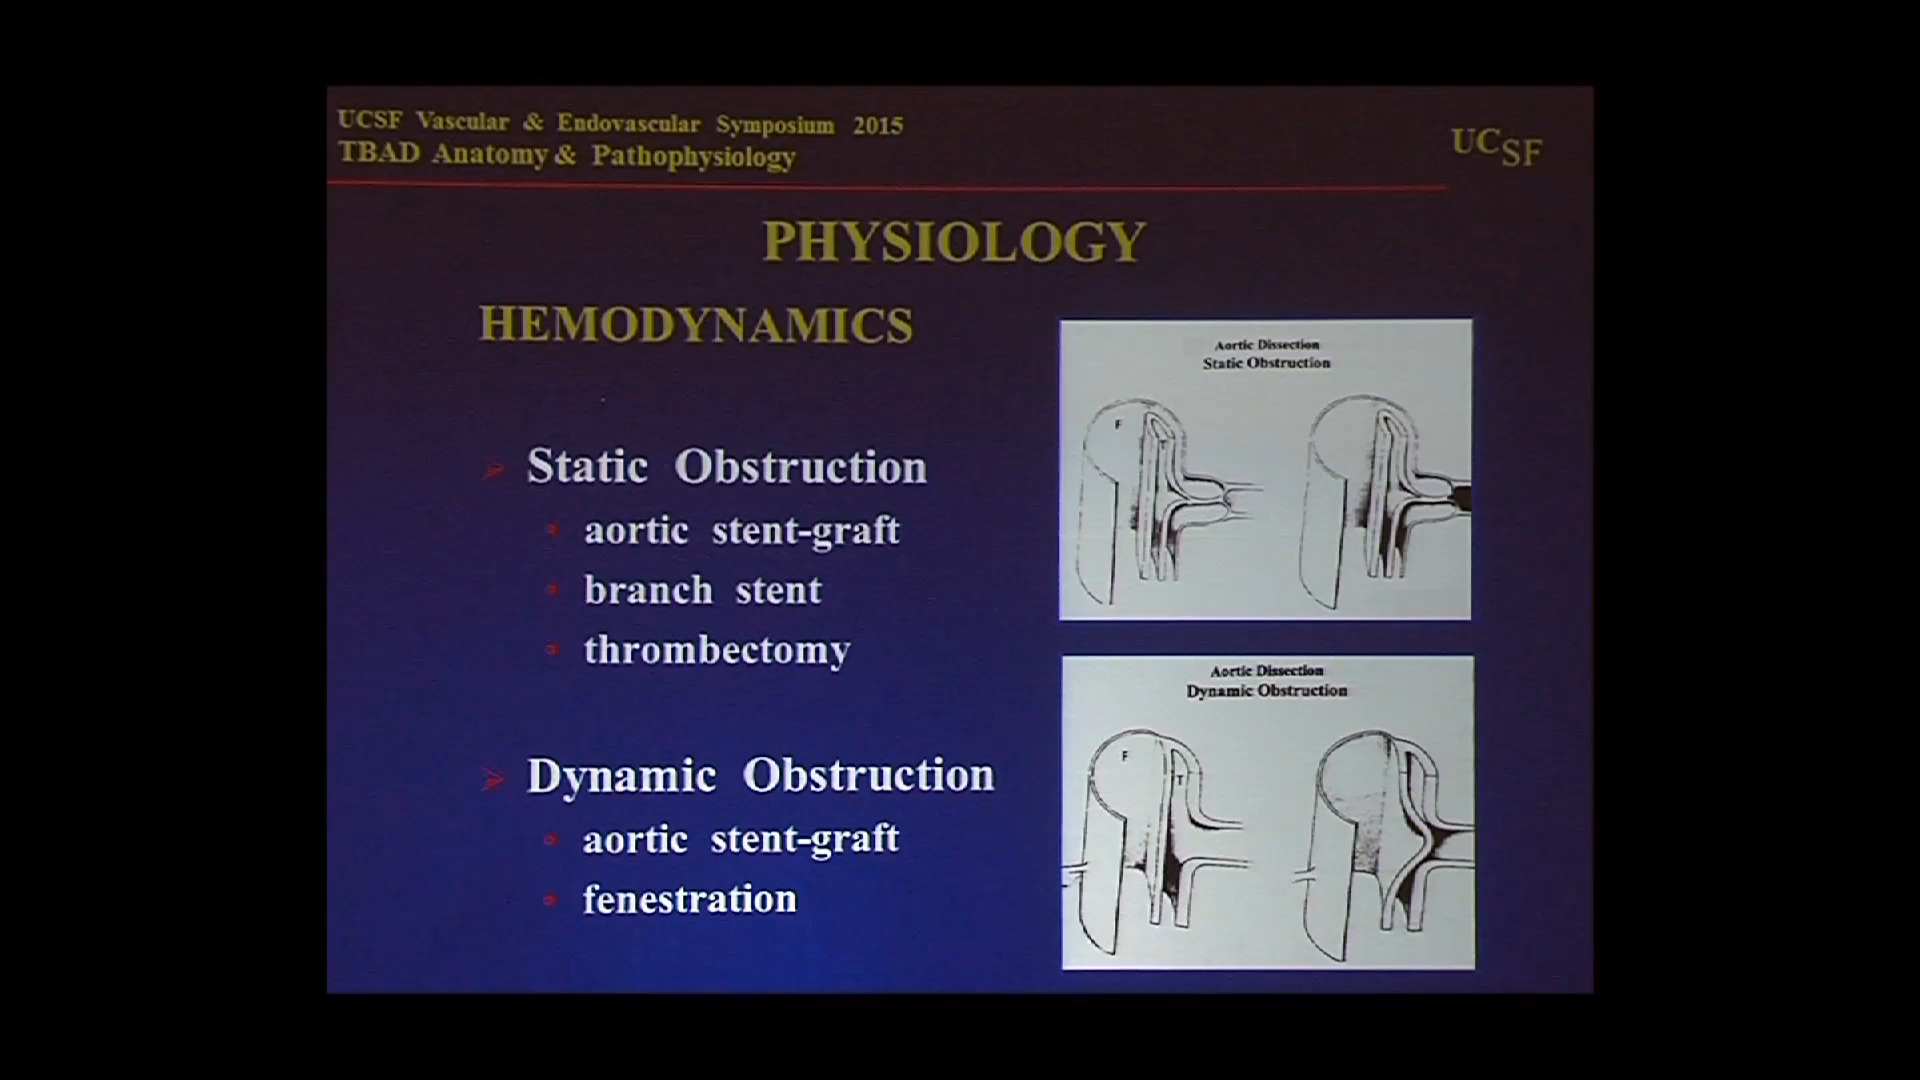 UCSF Vascular & Endovascular Symposium 2015
TBAD Anatomy & Pathophysiology
UCSF
PHYSIOLOGY
HEMODYNAMICS
Static Obstruction
aortic stent-graft
branch stent
thrombectomy
Dynamic Obstruction
aortic stent-graft
fenestration
Aortic Dissection
Static Obstruction
F
Aortic Dissection
Dynamic Obstruction
F
T